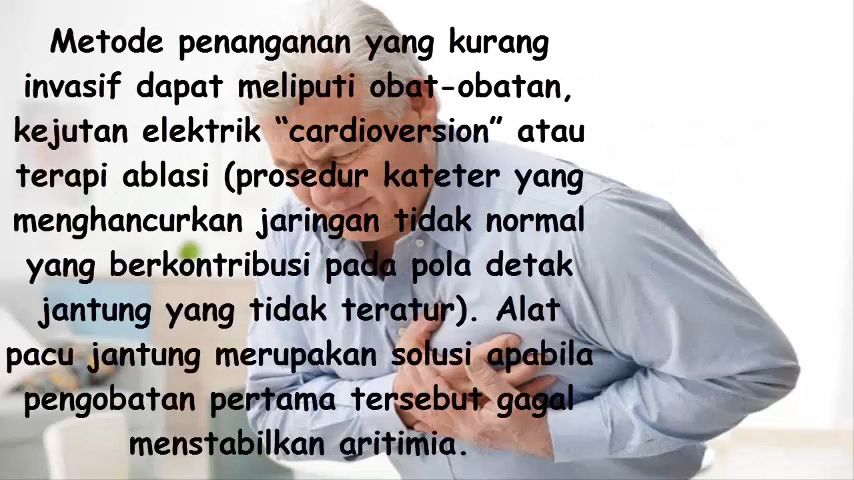 Metode penanganan yang kurang
invasif dapat meliputi obat-obatan,
kejutan elektrik “cardioversion” atau
terapi ablasi (prosedur kateter yang
menghancurkan jaringan tidak normal
yang berkontribusi pada pola detak
jantung yang tidak teratur). Alat
pacu jantung merupakan solusi apabila
pengobatan pertama tersebut gagal
menstabilkan aritimia.